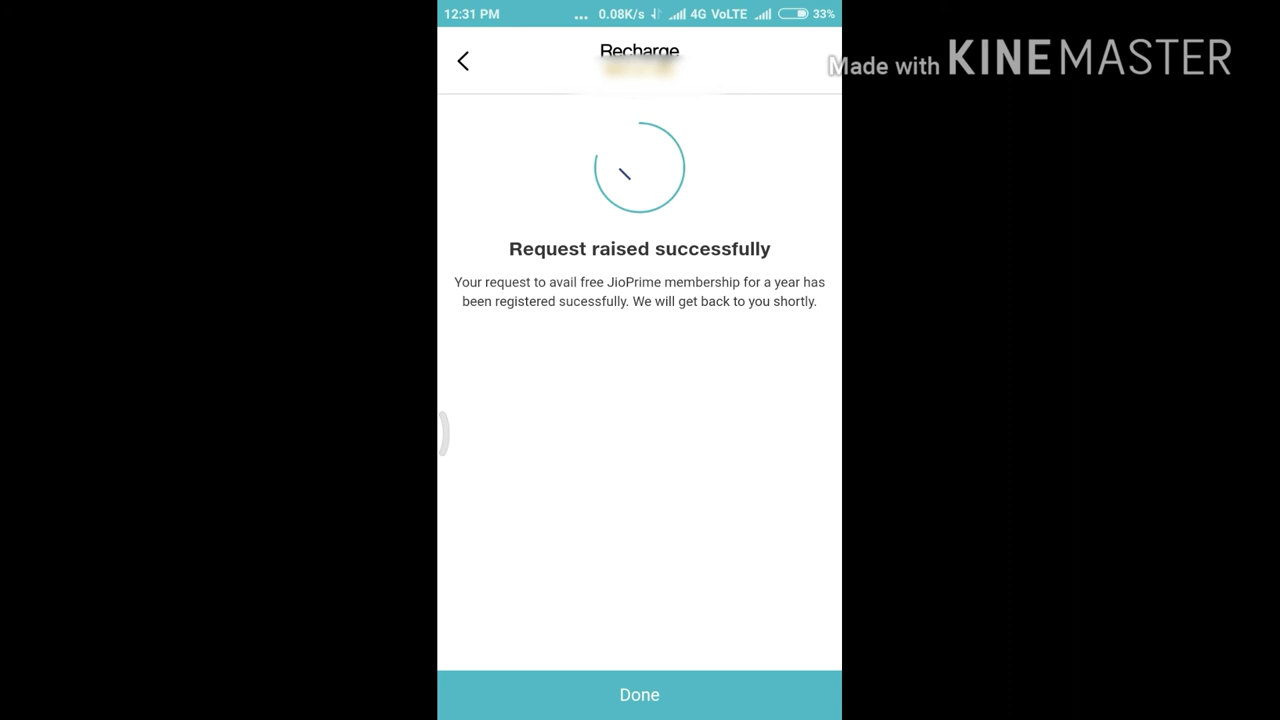 12:31 PM ... 0.08K/s 4G VoLTE 33%
Recharge
Made with KINEMASTER
Request raised successfully
Your request to avail free JioPrime membership for a year has
been registered sucessfully. We will get back to you shortly.
Done